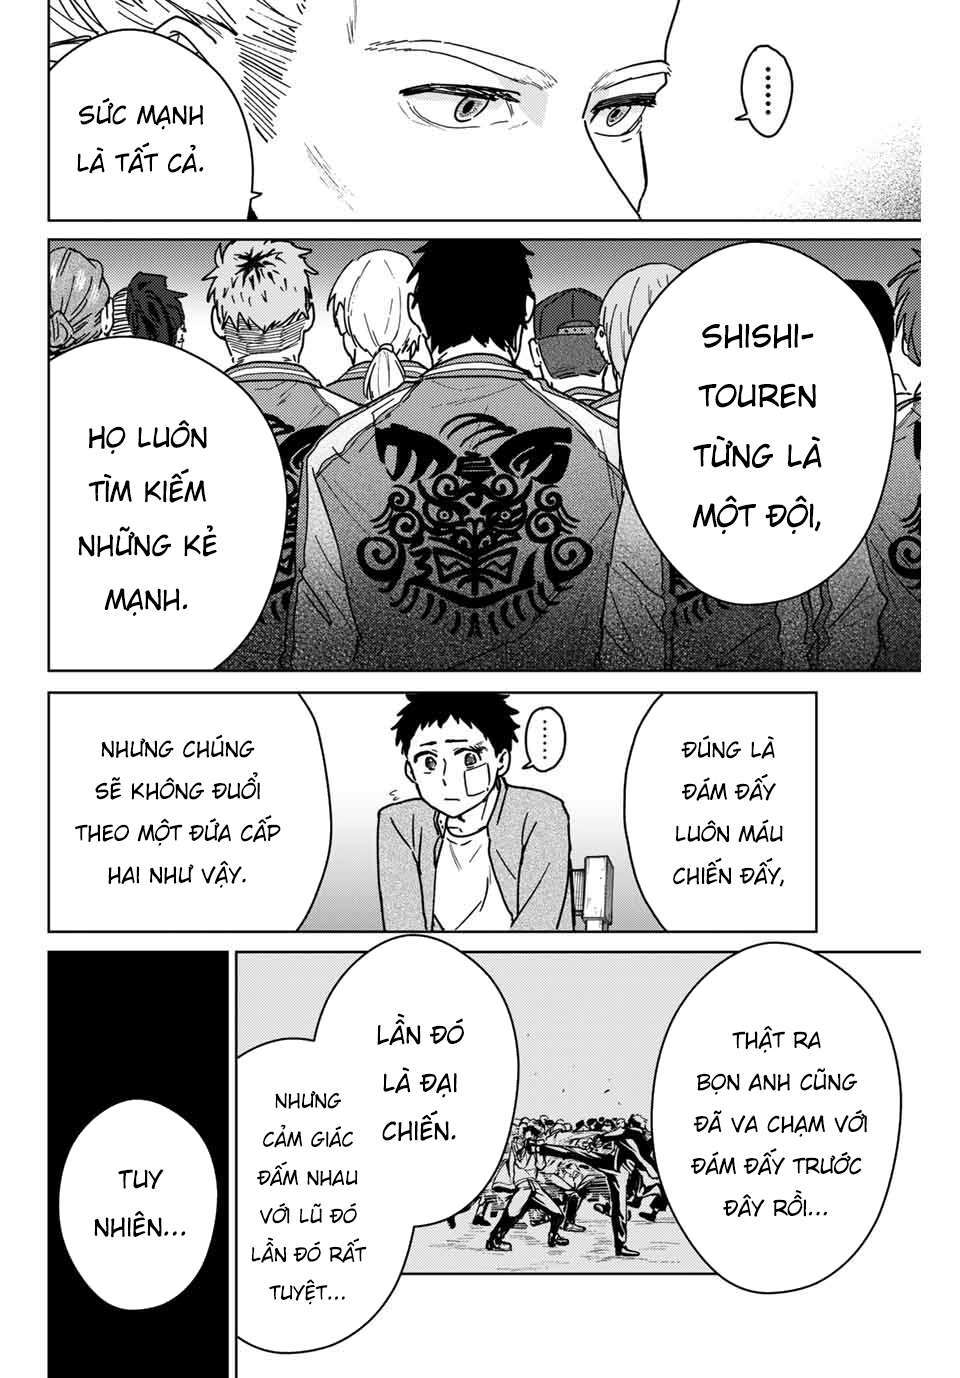 ......
SỨC MẠNH
LÀ TẤT CẢ.
SHISHI-
TOUREN
TỪNG LÀ
MỘT ĐỘI,
HỌ LUÔN
TÌM KIẾM
NHỮNG KẺ
MẠNH.
ĐÚNG LÀ
ĐÁM ĐẤY
LUÔN MÁU
CHIẾN ĐẤY,
......
NHƯNG CHÚNG
SẼ KHÔNG ĐUỔI
THEO MỘT ĐỨA CẤP
HAI NHƯ VẬY.
THẬT RA
BỌN ANH CŨNG
ĐÃ VA CHẠM VỚI
ĐÁM ĐẤY TRƯỚC
ĐÂY RỒI...
LẦN ĐÓ
LÀ ĐẠI
CHIẾN.
NHƯNG
CẢM GIÁC
ĐẤM NHAU
VỚI LŨ ĐÓ
LẦN ĐÓ RẤT
TUYỆT...
TUY
NHIÊN...